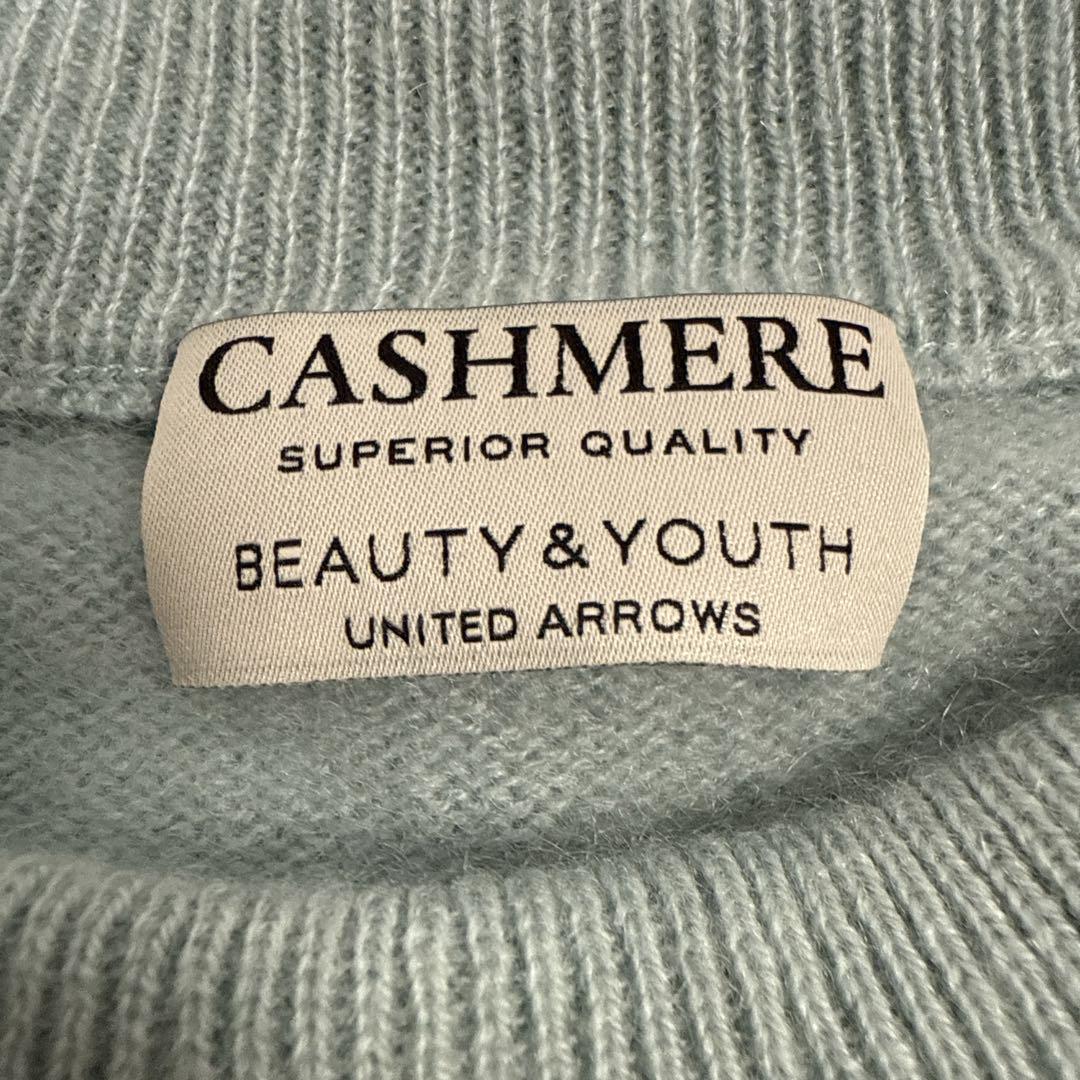 CASHMERE
SUPERIOR QUALITY
BEAUTY & YOUTH
UNITED ARROWS